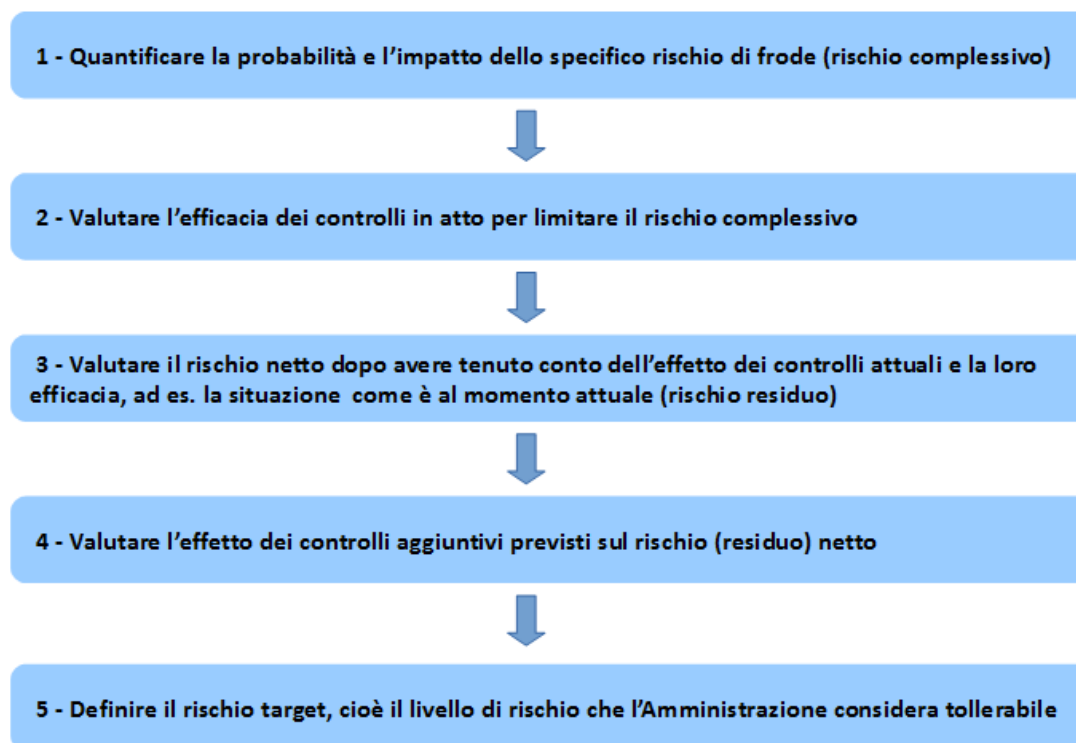 1 - Quantificare la probabilità e l’impatto dello specifico rischio di frode (rischio complessivo)
2 - Valutare l’efficacia dei controlli in atto per limitare il rischio complessivo
3 - Valutare il rischio netto dopo avere tenuto conto dell’effetto dei controlli attuali e la loro
efficacia, ad es. la situazione come è al momento attuale (rischio residuo)
4 - Valutare l’effetto dei controlli aggiuntivi previsti sul rischio (residuo) netto
5 - Definire il rischio target, cioè il livello di rischio che l’Amministrazione considera tollerabile